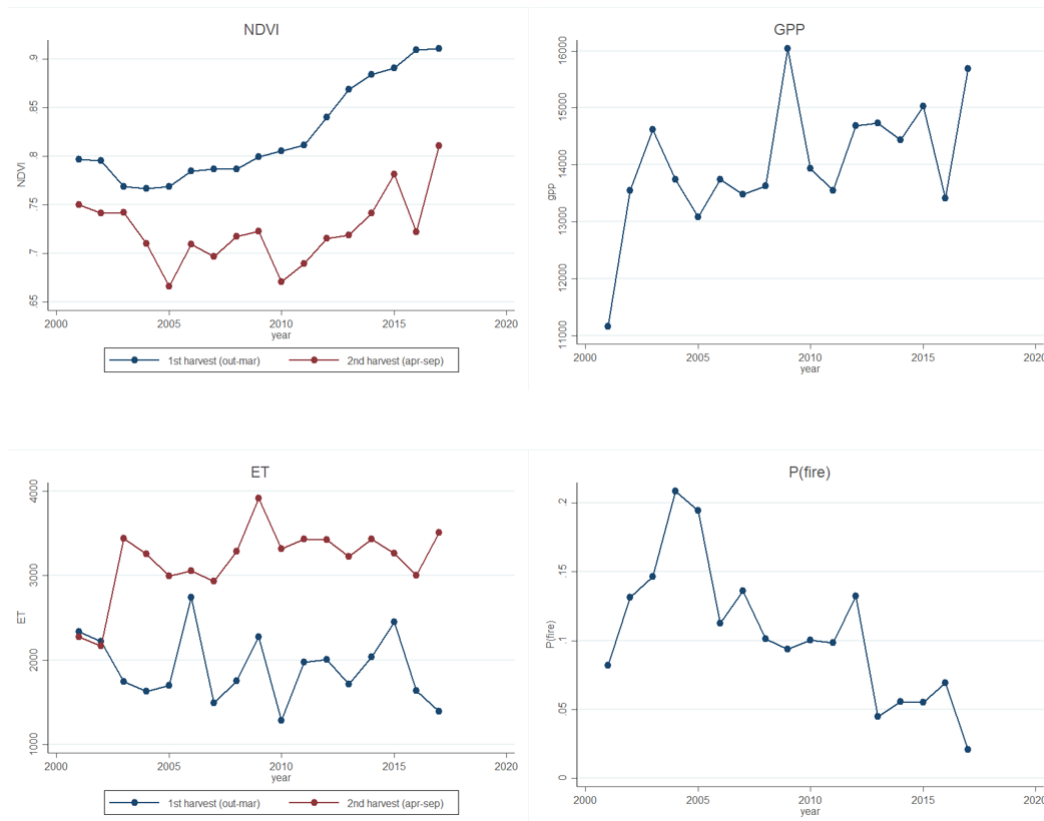 NDVI
.9
.85
.8
.75
.7
.65
NDVI
2000 2005 2010 2015 2020
year
1st harvest (out-mar) 2nd harvest (apr-sep)
GPP
16000
15000
14000
13000
12000
11000
gpp
2000 2005 2010 2015 2020
year
ET
4000
3000
2000
1000
ET
2000 2005 2010 2015 2020
year
1st harvest (out-mar) 2nd harvest (apr-sep)
P(fire)
.2
.15
.1
.05
0
P(fire)
2000 2005 2010 2015 2020
year